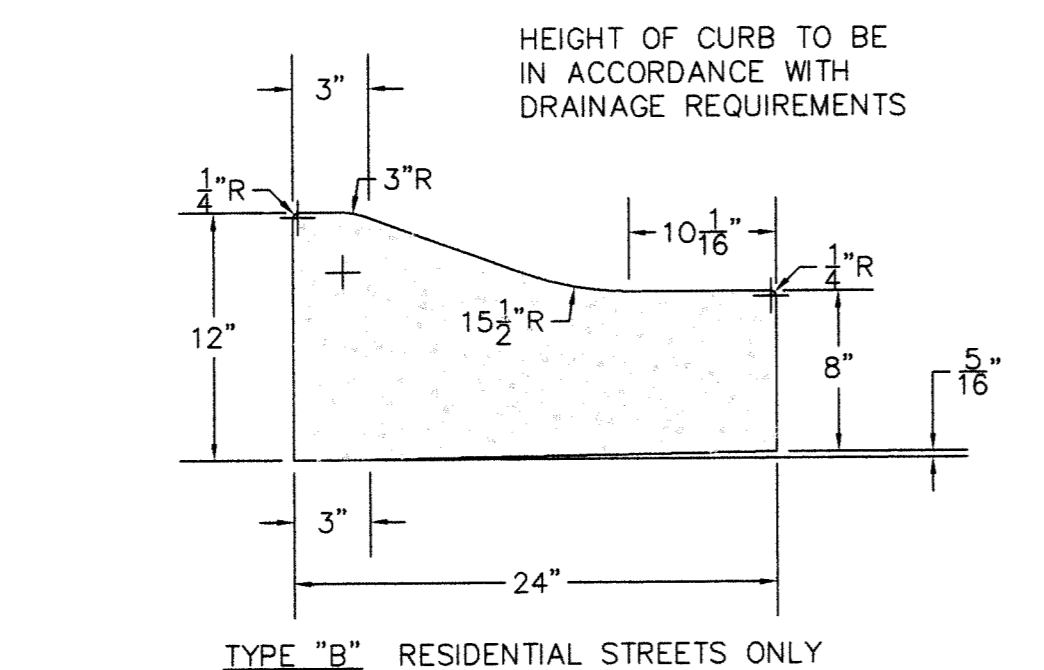 HEIGHT OF CURB TO BE
IN ACCORDANCE WITH
DRAINAGE REQUIREMENTS
3"
1/4"R
3"R
10 1/16"
1/4"R
15 1/2"R
12"
8"
5/16"
3"
24"
TYPE "B" RESIDENTIAL STREETS ONLY